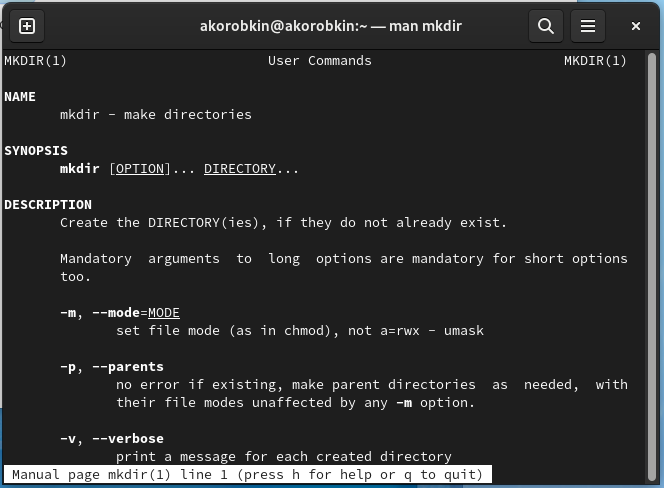 akorobkin@akorobkin:~ — man mkdir
MKDIR(1) User Commands MKDIR(1)
NAME
mkdir - make directories
SYNOPSIS
mkdir [OPTION]... DIRECTORY...
DESCRIPTION
Create the DIRECTORY(ies), if they do not already exist.
Mandatory arguments to long options are mandatory for short options
too.
-m, --mode=MODE
set file mode (as in chmod), not a=rwx - umask
-p, --parents
no error if existing, make parent directories as needed, with
their file modes unaffected by any -m option.
-v, --verbose
print a message for each created directory
Manual page mkdir(1) line 1 (press h for help or q to quit)